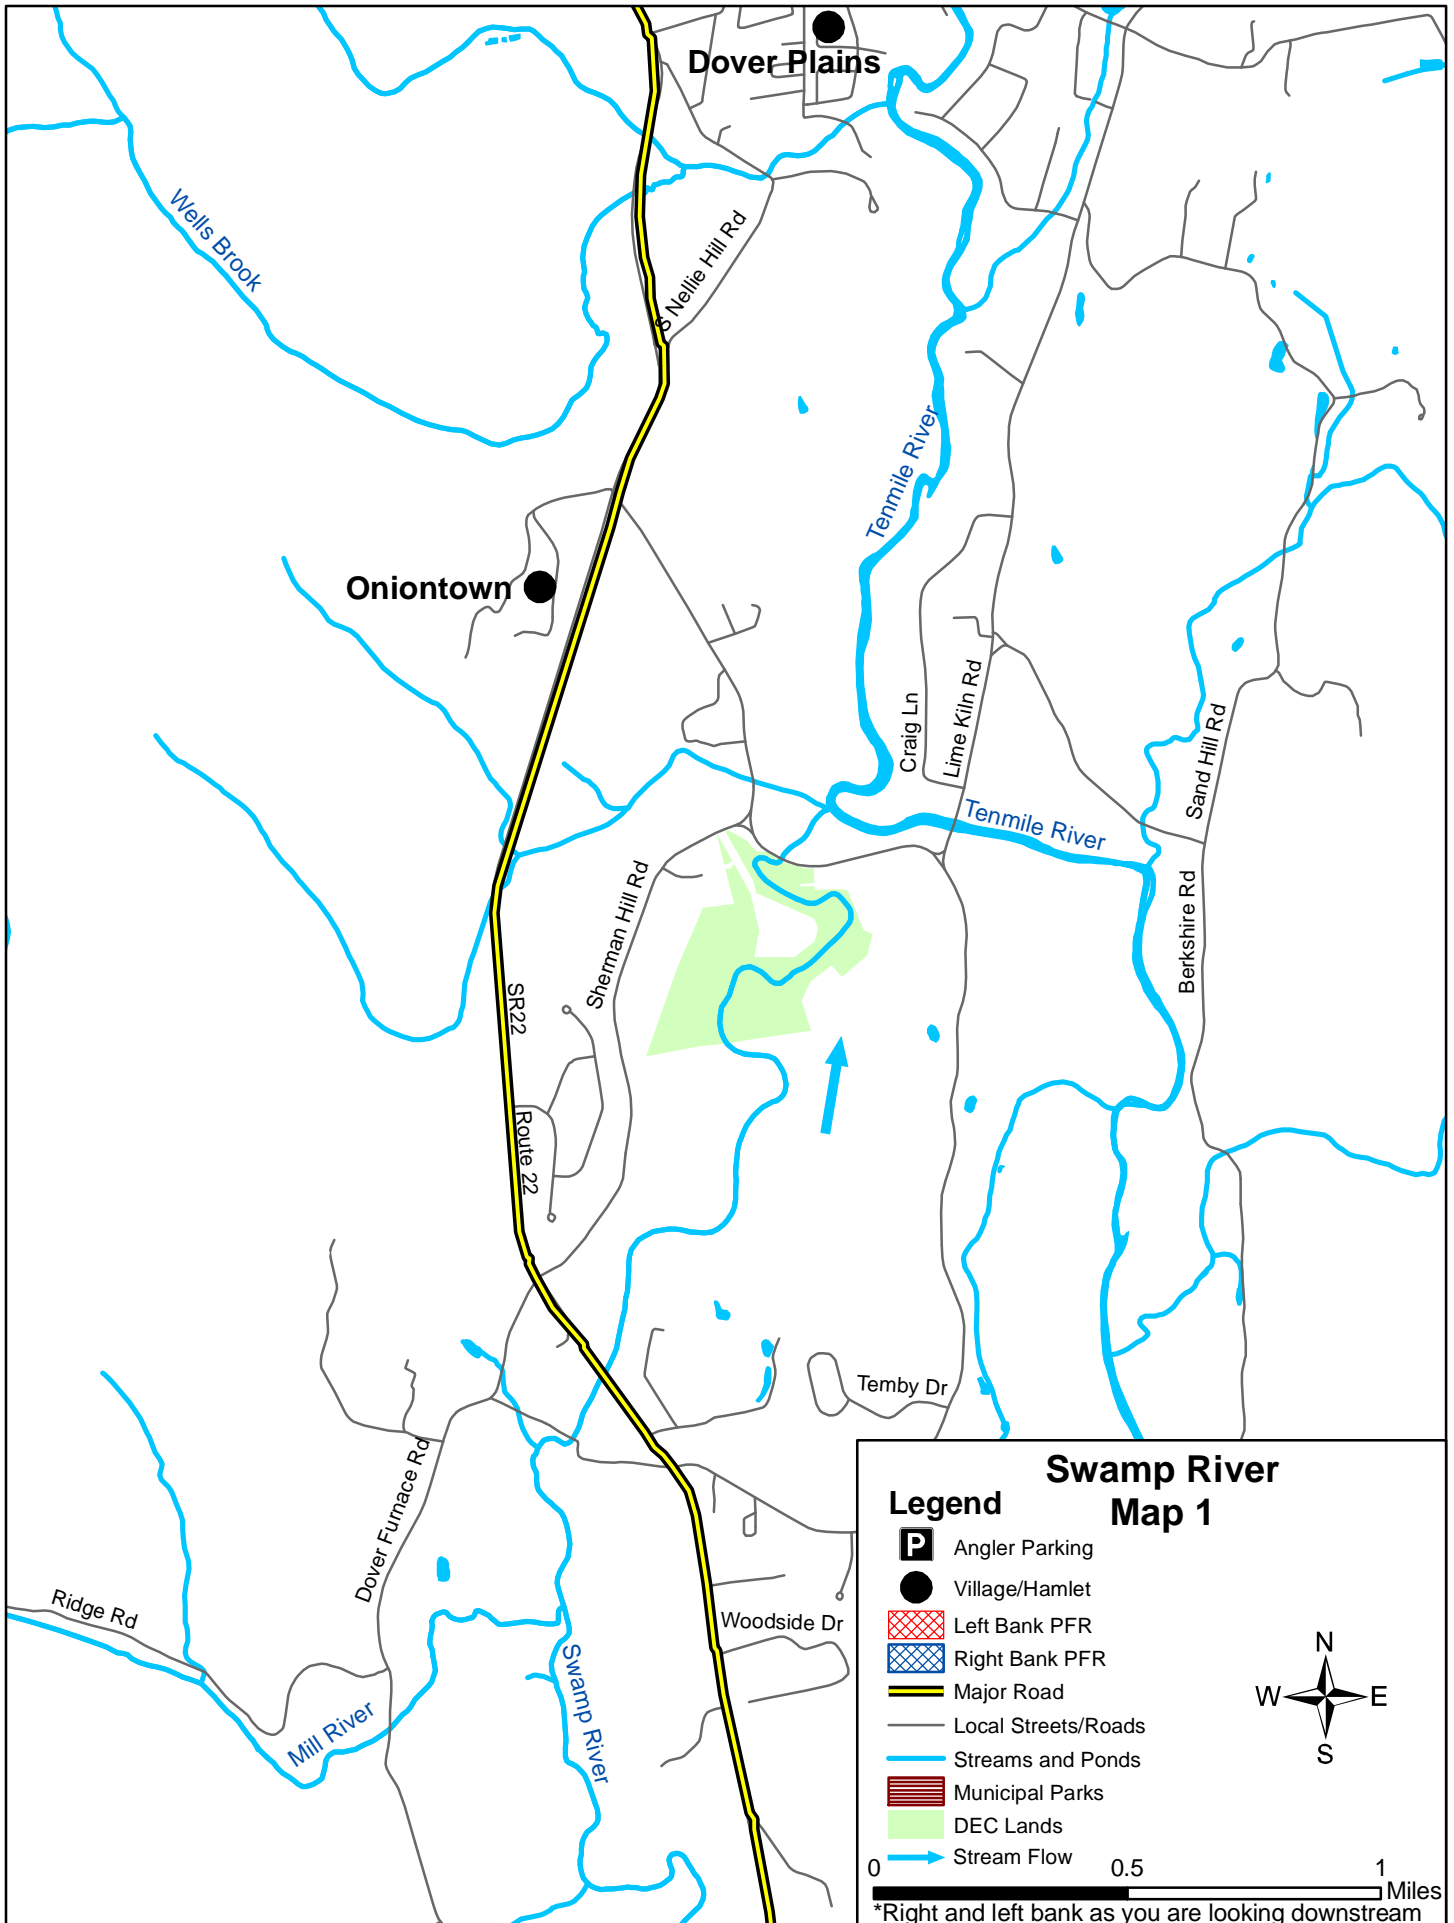 Dover Plains
Wells Brook
S Nellie Hill Rd
Tenmile River
Oniontown
Craig Ln
Lime Kiln Rd
Sand Hill Rd
Tenmile River
Sherman Hill Rd
Berkshire Rd
SR22
Route 22
Temby Dr
Dover Furnace Rd
Ridge Rd
Woodside Dr
Swamp River
Mill River
Swamp River
Map 1
Legend
P Angler Parking
Village/Hamlet
Left Bank PFR
Right Bank PFR
Major Road
Local Streets/Roads
Streams and Ponds
Municipal Parks
DEC Lands
Stream Flow
N
W E
S
0 0.5 1
Miles
*Right and left bank as you are looking downstream